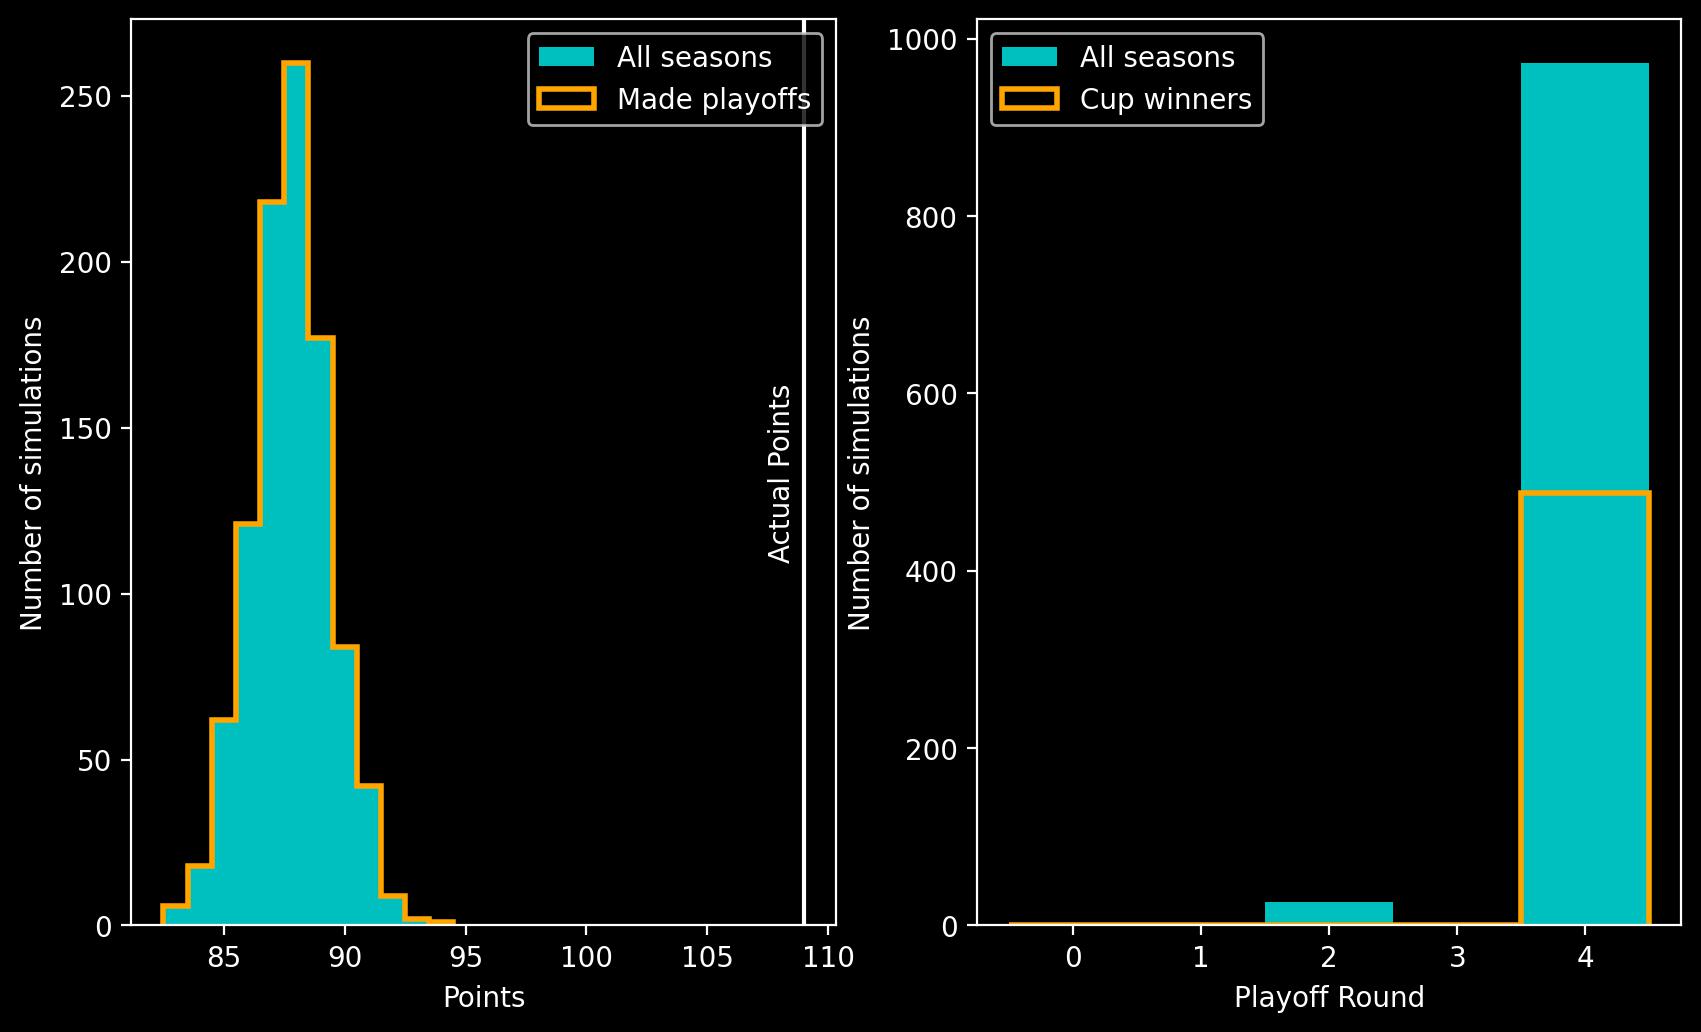 All seasons
Made playoffs
Actual Points
Number of simulations
250
200
150
100
50
0
85 90 95 100 105 110
Points
All seasons
Cup winners
Number of simulations
1000
800
600
400
200
0
0 1 2 3 4
Playoff Round